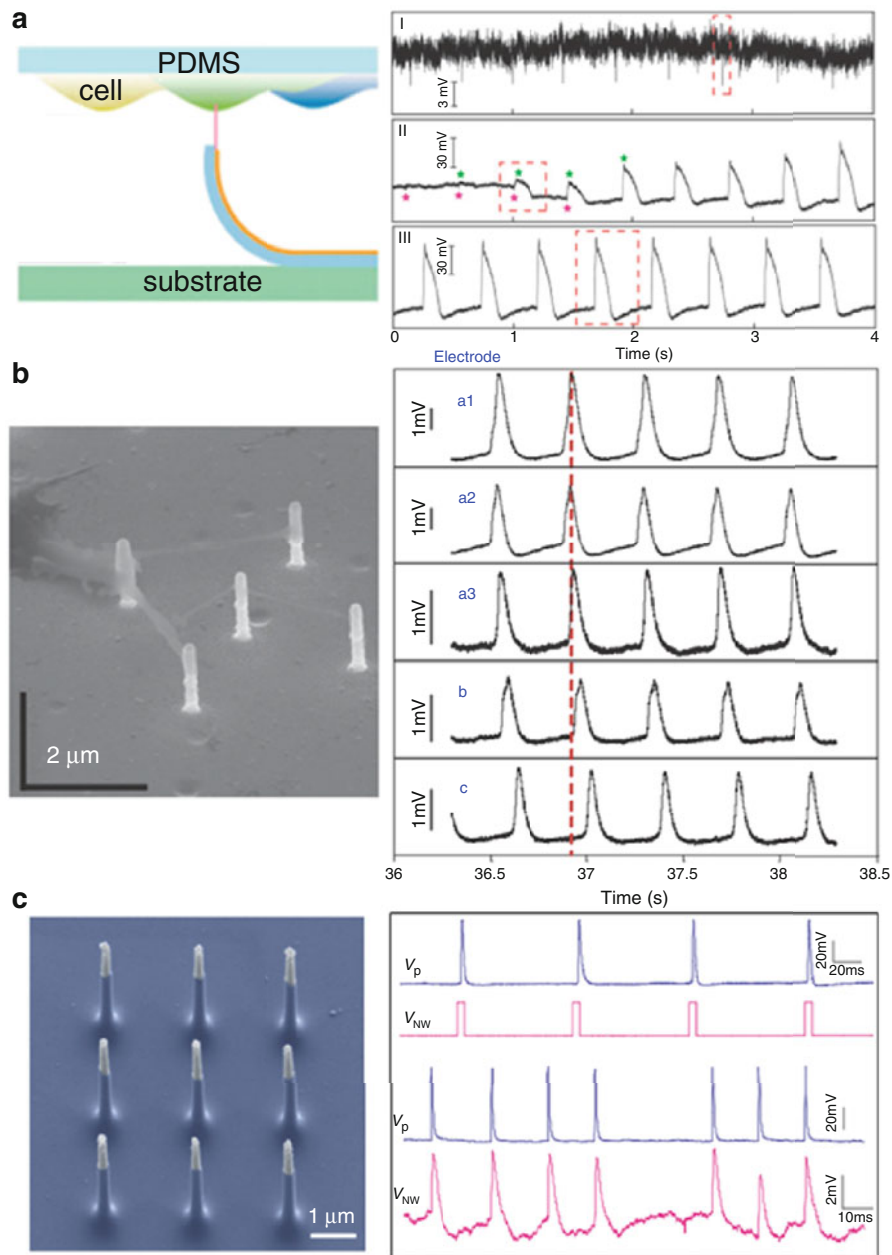 a
PDMS
cell
substrate
I
3 mV
II
30 mV
III
30 mV
0 1 2 3 4
Time (s)
b
2 μm
Electrode
a1
1mV
a2
1mV
a3
1mV
b
1mV
c
1mV
36 36.5 37 37.5 38 38.5
Time (s)
c
1 μm
Vp
20mV
20ms
VNW
Vp
20mV
VNW
2mV
10ms